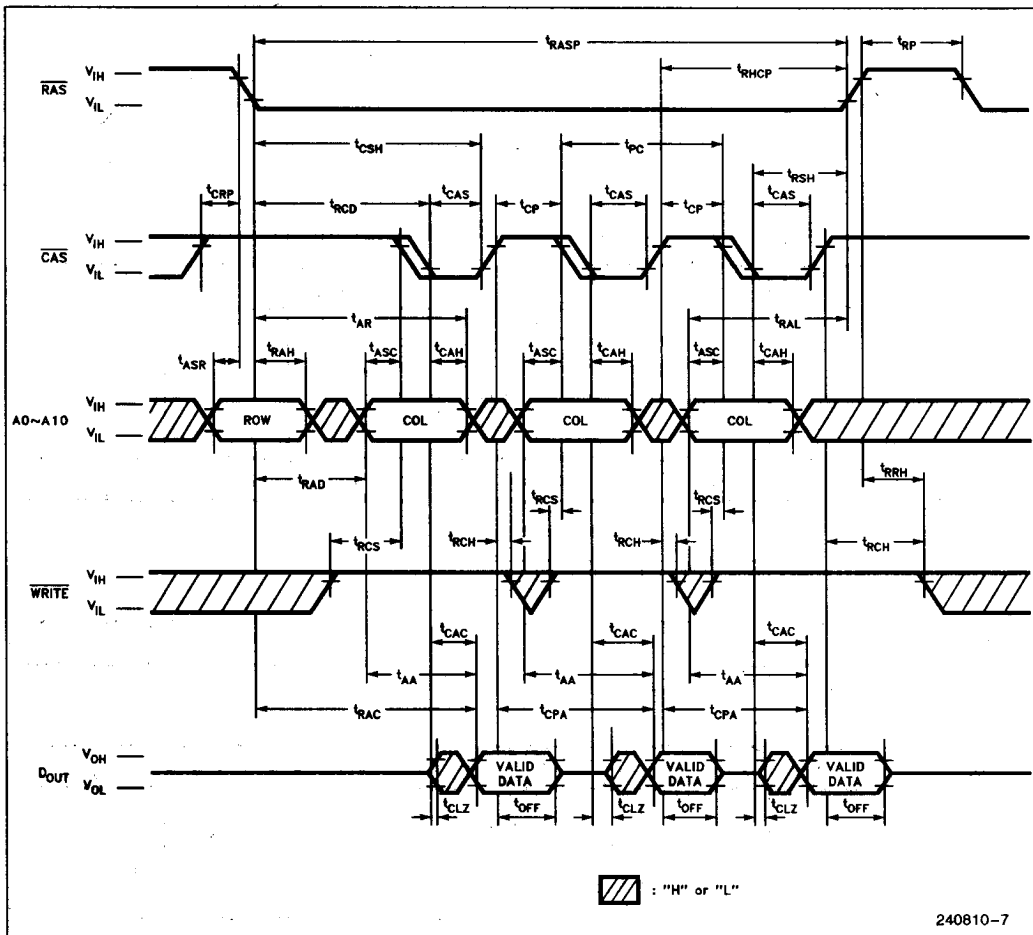 tRASP
tRP
tRHCP
RAS
VIH
VIL
tCSH
tPC
tRSH
tCRP
tRCD
tCAS
tCP
tCAS
tCP
tCAS
CAS
VIH
VIL
tAR
tRAL
tASR
tRAH
tASC
tCAH
tASC
tCAH
tASC
tCAH
A0~A10
VIH
VIL
ROW
COL
COL
COL
tRAD
tRRH
tRCS
tRCS
tRCS
tRCH
tRCH
tRCH
WRITE
VIH
VIL
tCAC
tCAC
tCAC
tAA
tAA
tAA
tRAC
tCPA
tCPA
DOUT
VOH
VOL
VALID DATA
VALID DATA
VALID DATA
tCLZ
tOFF
tCLZ
tOFF
tCLZ
tOFF
: "H" or "L"
240810-7